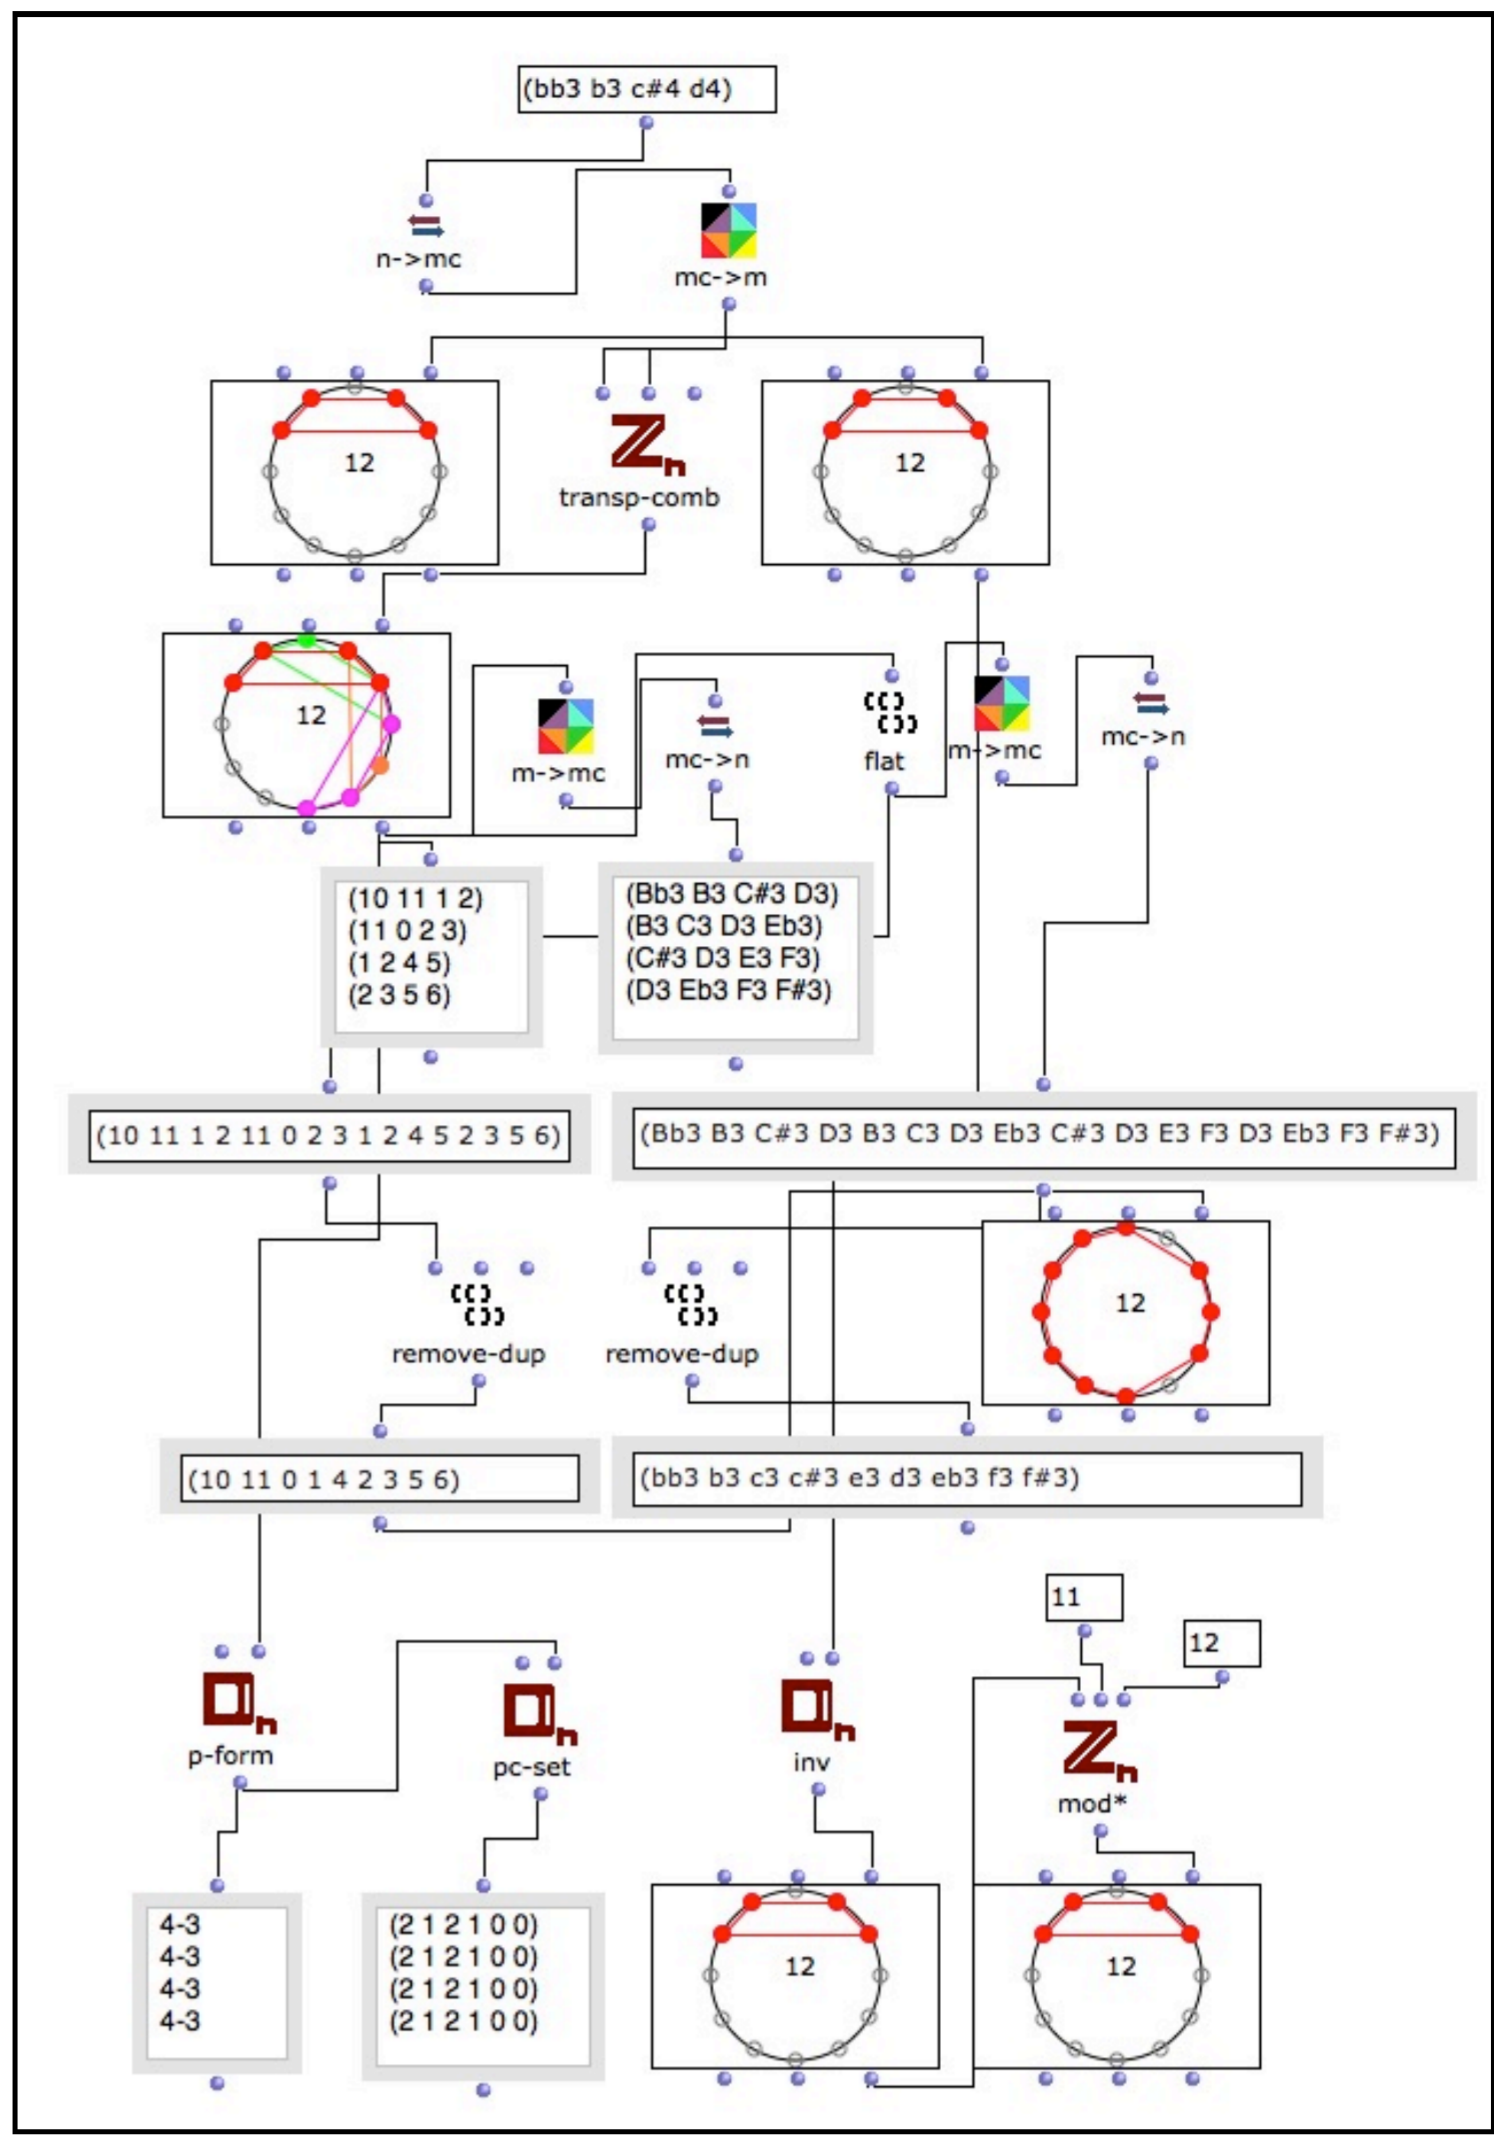 (bb3 b3 c#4 d4)
n->mc
mc->m
12
12
n
transp-comb
12
m->mc
mc->n
flat
m->mc
mc->n
(10 11 1 2)
(11 0 2 3)
(1 2 4 5)
(2 3 5 6)
(Bb3 B3 C#3 D3)
(B3 C3 D3 Eb3)
(C#3 D3 E3 F3)
(D3 Eb3 F3 F#3)
(10 11 1 2 11 0 2 3 1 2 4 5 2 3 5 6)
(Bb3 B3 C#3 D3 B3 C3 D3 Eb3 C#3 D3 E3 F3 D3 Eb3 F3 F#3)
12
remove-dup
remove-dup
(10 11 0 1 4 2 3 5 6)
(bb3 b3 c3 c#3 e3 d3 eb3 f3 f#3)
11
12
n
p-form
n
pc-set
n
inv
n
mod*
4-3
4-3
4-3
4-3
(2 1 2 1 0 0)
(2 1 2 1 0 0)
(2 1 2 1 0 0)
(2 1 2 1 0 0)
12
12